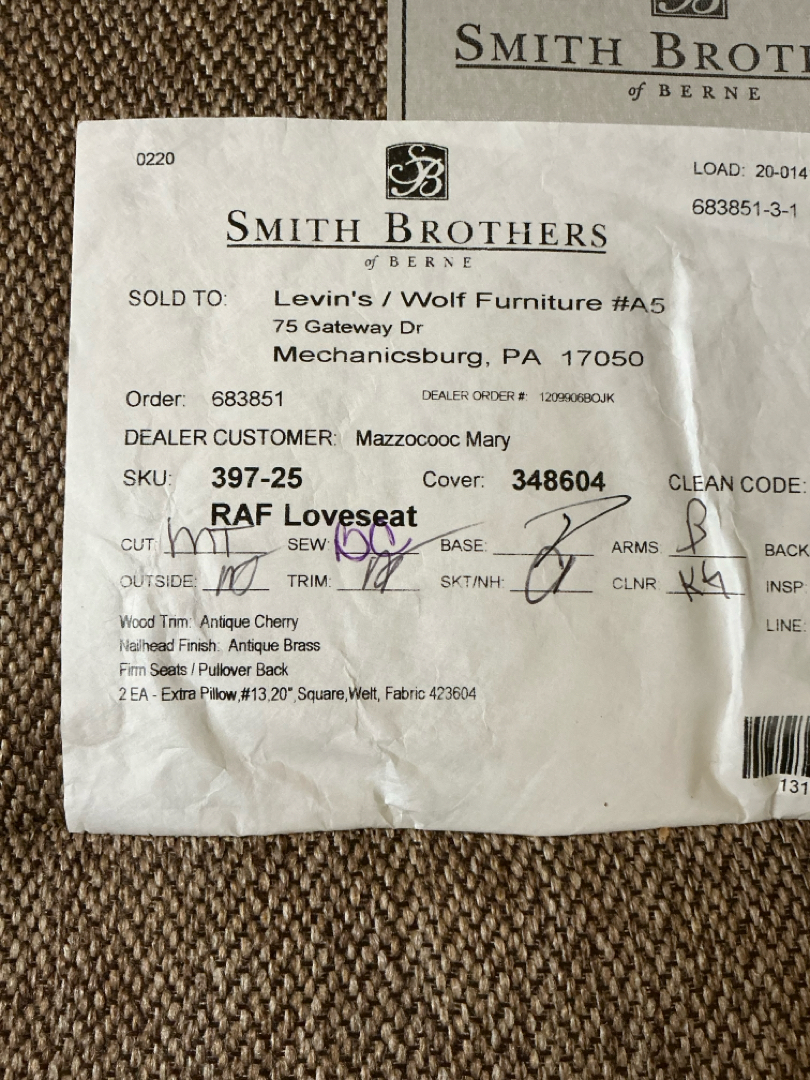 SMITH BROT
of BERNE
0220
LOAD: 20-014
683851-3-1
SB
SMITH BROTHERS
of BERNE
SOLD TO: Levin's / Wolf Furniture #A5
75 Gateway Dr
Mechanicsburg, PA 17050
Order: 683851 DEALER ORDER #: 1209906BOJK
DEALER CUSTOMER: Mazzocooc Mary
SKU: 397-25 Cover: 348604 CLEAN CODE:
RAF Loveseat
CUT: MT SEW: BASE: ARMS: B BACK
OUTSIDE: TRIM: SKT/NH: CLNR: INSP:
LINE:
Wood Trim: Antique Cherry
Nailhead Finish: Antique Brass
Firm Seats / Pullover Back
2 EA - Extra Pillow,#13,20",Square,Welt, Fabric 423604
131